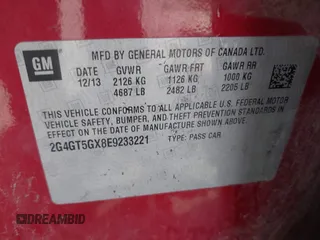 GM
MFD BY GENERAL MOTORS OF CANADA LTD.
DATE GVWR GAWR FRT GAWR RR
12/13 2126 KG 1126 KG 1000 KG
4687 LB 2482 LB 2205 LB
THIS VEHICLE CONFORMS TO ALL APPLICABLE U.S. FEDERAL MOTOR
VEHICLE SAFETY, BUMPER, AND THEFT PREVENTION STANDARDS
IN EFFECT ON THE DATE OF MANUFACTURE SHOWN ABOVE.
2G4GT5GX8E9233221 TYPE: PASS CAR
DREAMBID